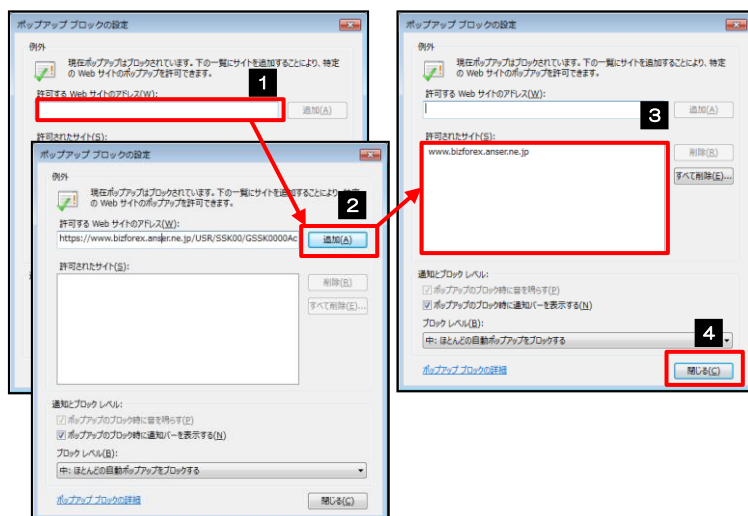 ポップアップ ブロックの設定
例外
現在ポップアップはブロックされています。下の一覧にサイトを追加することにより、特定
の Web サイトのポップアップを許可できます。
許可する Web サイトのアドレス(W):
1
追加(A)
許可されたサイト(S):
ポップアップ ブロックの設定
例外
現在ポップアップはブロックされています。下の一覧にサイトを追加することにより、
の Web サイトのポップアップを許可できます。
2
許可する Web サイトのアドレス(W):
https://www.bizforex.anser.ne.jp/USR/SSK00/GSSK0000Ac
追加(A)
許可されたサイト(S):
削除(R)
すべて削除(E)...
通知とブロック レベル:
ポップアップのブロック時に音を鳴らす(P)
ポップアップのブロック時に通知バーを表示する(N)
ブロック レベル(B):
中: ほとんどの自動ポップアップをブロックする
ポップアップ ブロックの詳細
閉じる(C)
ポップアップ ブロックの設定
例外
現在ポップアップはブロックされています。下の一覧にサイトを追加することにより、特定
の Web サイトのポップアップを許可できます。
許可する Web サイトのアドレス(W):
3
追加(A)
許可されたサイト(S):
www.bizforex.anser.ne.jp
削除(R)
すべて削除(E)...
通知とブロック レベル:
ポップアップのブロック時に音を鳴らす(P)
ポップアップのブロック時に通知バーを表示する(N)
ブロック レベル(B):
4
中: ほとんどの自動ポップアップをブロックする
ポップアップ ブロックの詳細
閉じる(C)